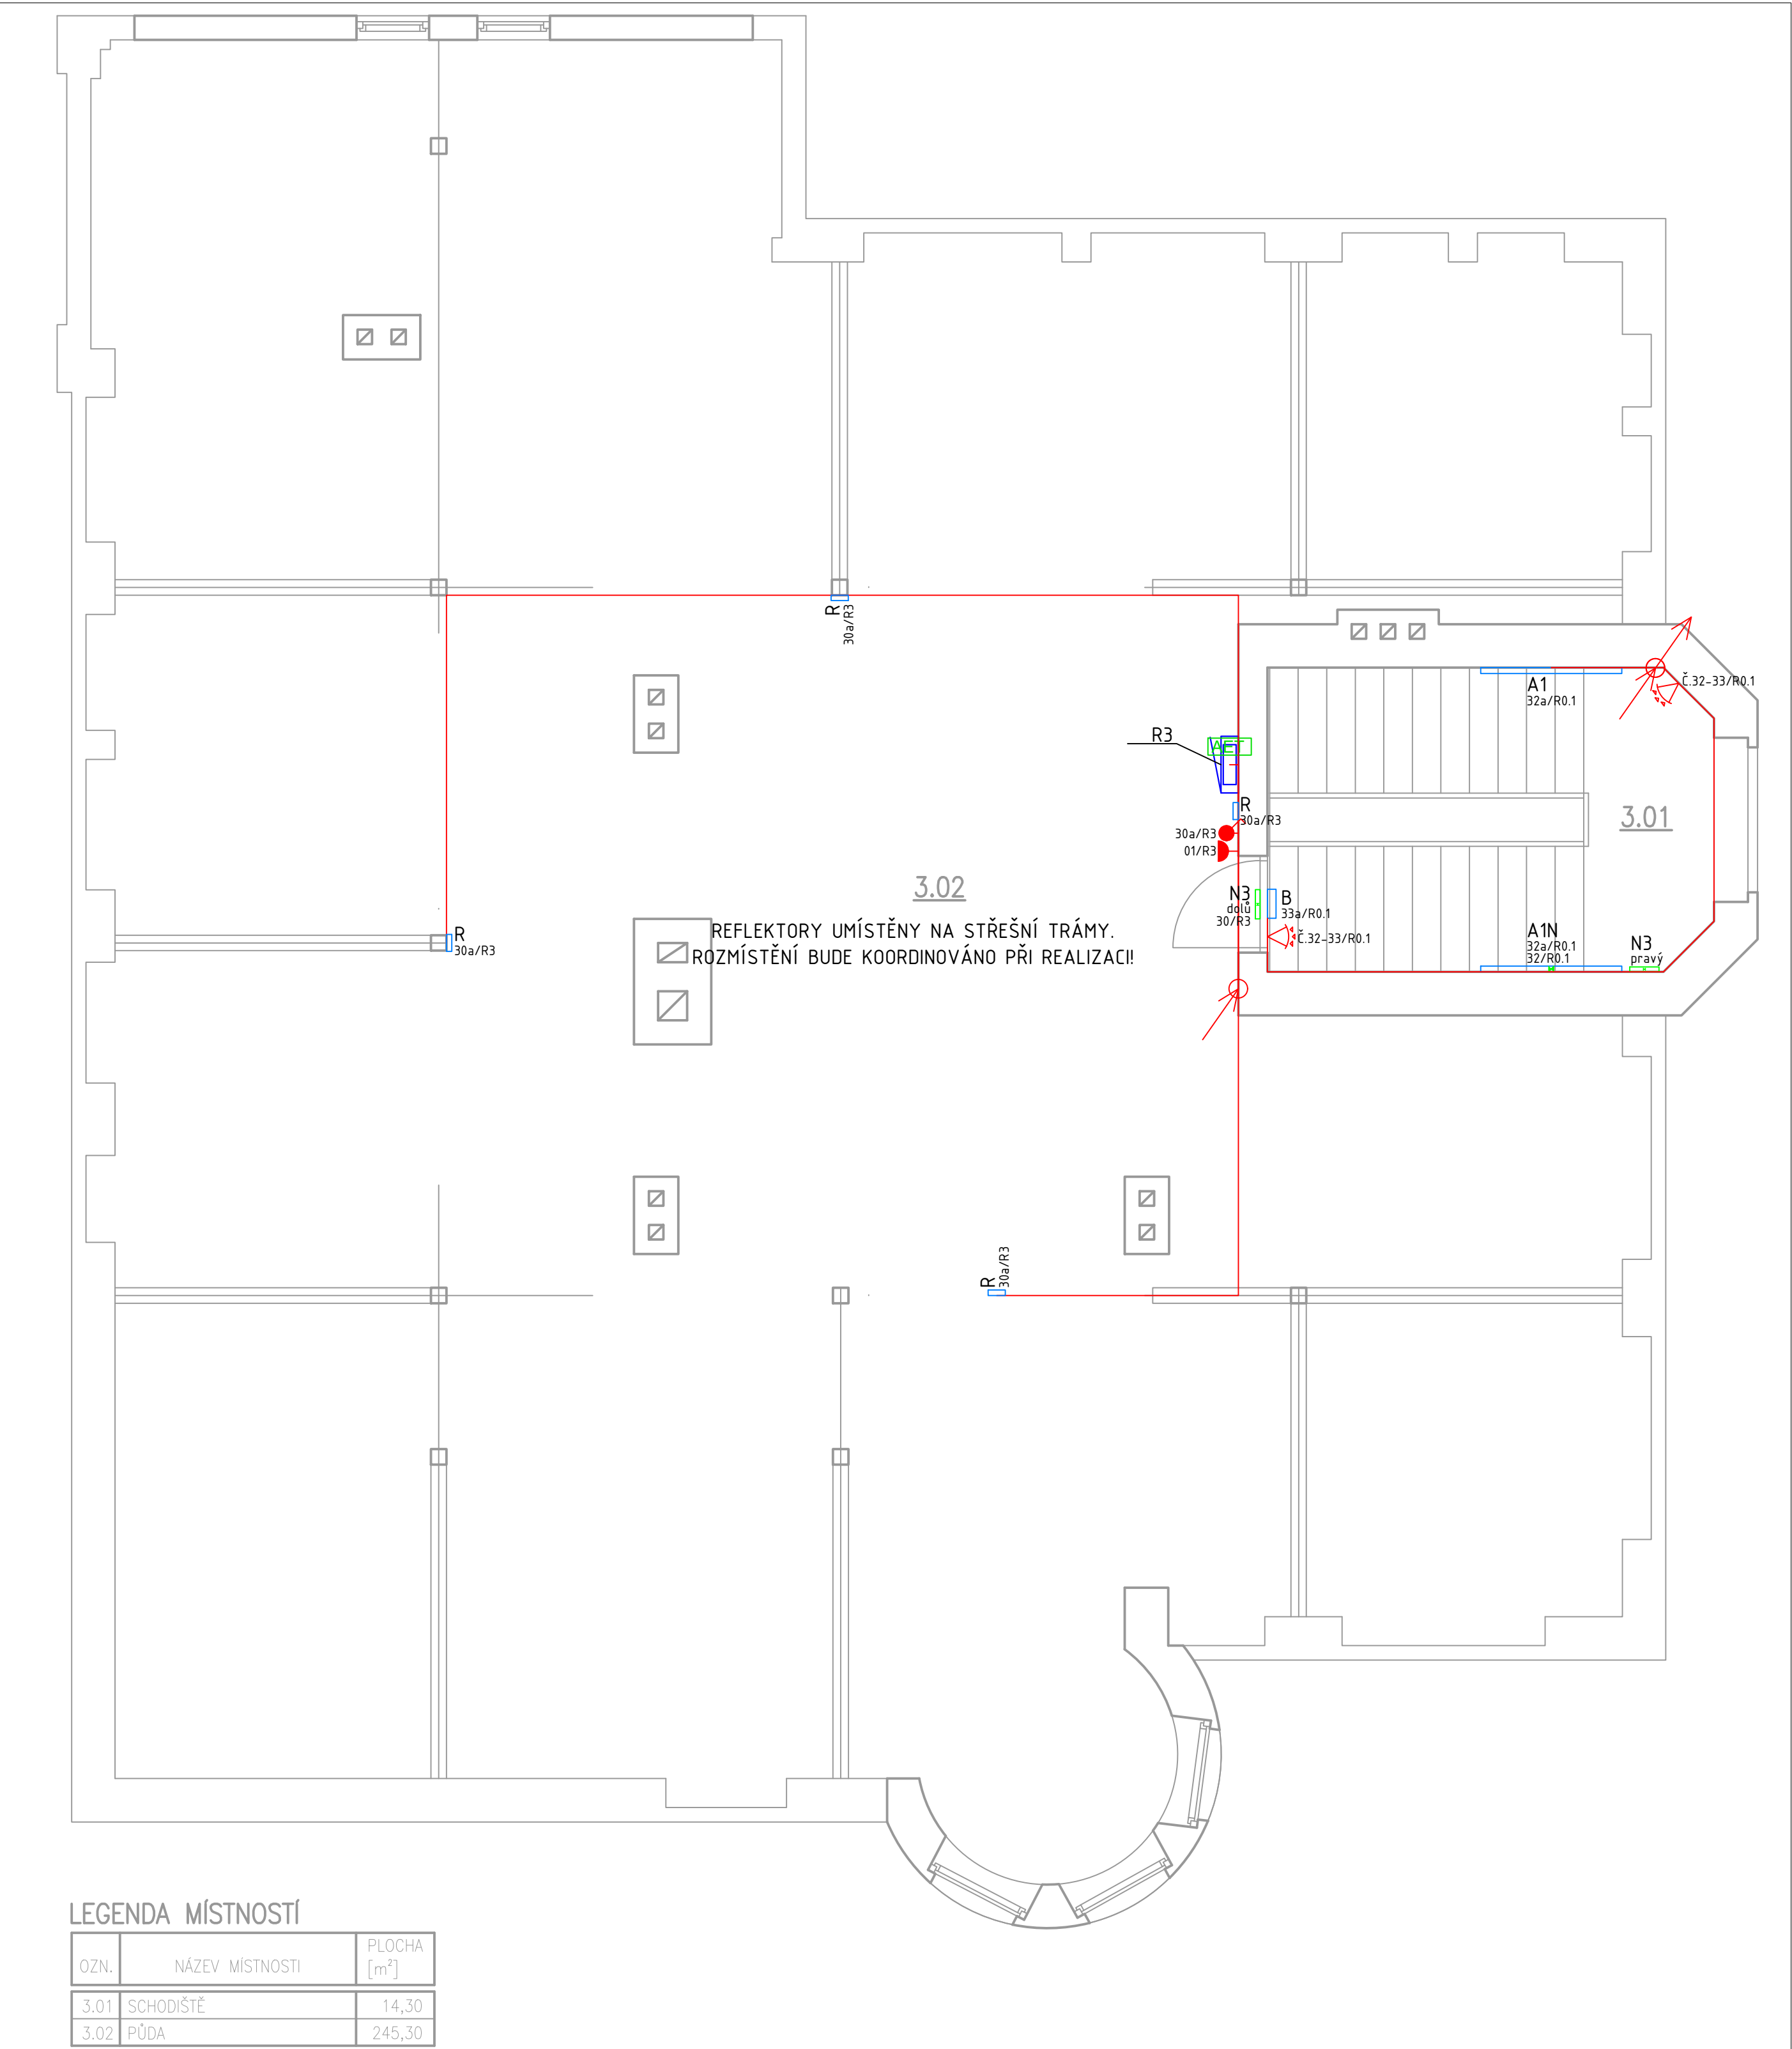 R
30a/R3
A1
32a/R0.1
Č.32-33/R0.1
R3
R
30a/R3
30a/R3
01/R3
3.01
3.02
N3
dolů
30/R3
B
33a/R0.1
REFLEKTORY UMÍSTĚNY NA STŘEŠNÍ TRÁMY.
ROZMÍSTĚNÍ BUDE KOORDINOVÁNO PŘI REALIZACI!
R
30a/R3
Č.32-33/R0.1
A1N
32a/R0.1
32/R0.1
N3
pravý
R
30a/R3
LEGENDA MÍSTNOSTÍ
OZN. NÁZEV MÍSTNOSTI PLOCHA [m²]
3.01 SCHODIŠTĚ 14,30
3.02 PŮDA 245,30